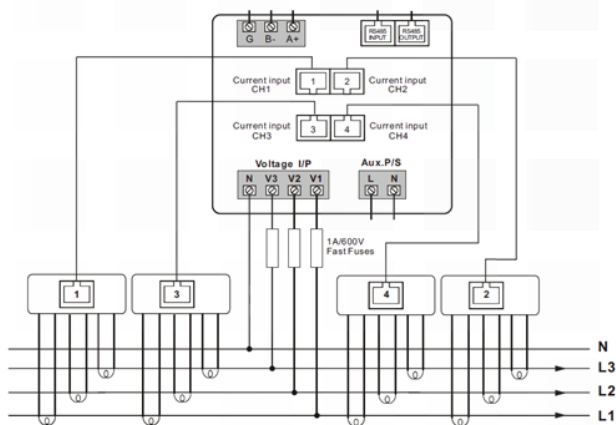 G B- A+
RS485 INPUT
RS485 OUTPUT
Current input CH1
1
2
Current input CH2
Current input CH3
3
4
Current input CH4
Voltage I/P
Aux.P/S
N V3 V2 V1
L N
1A/600V
Fast Fuses
1
3
4
2
N
L3
L2
L1